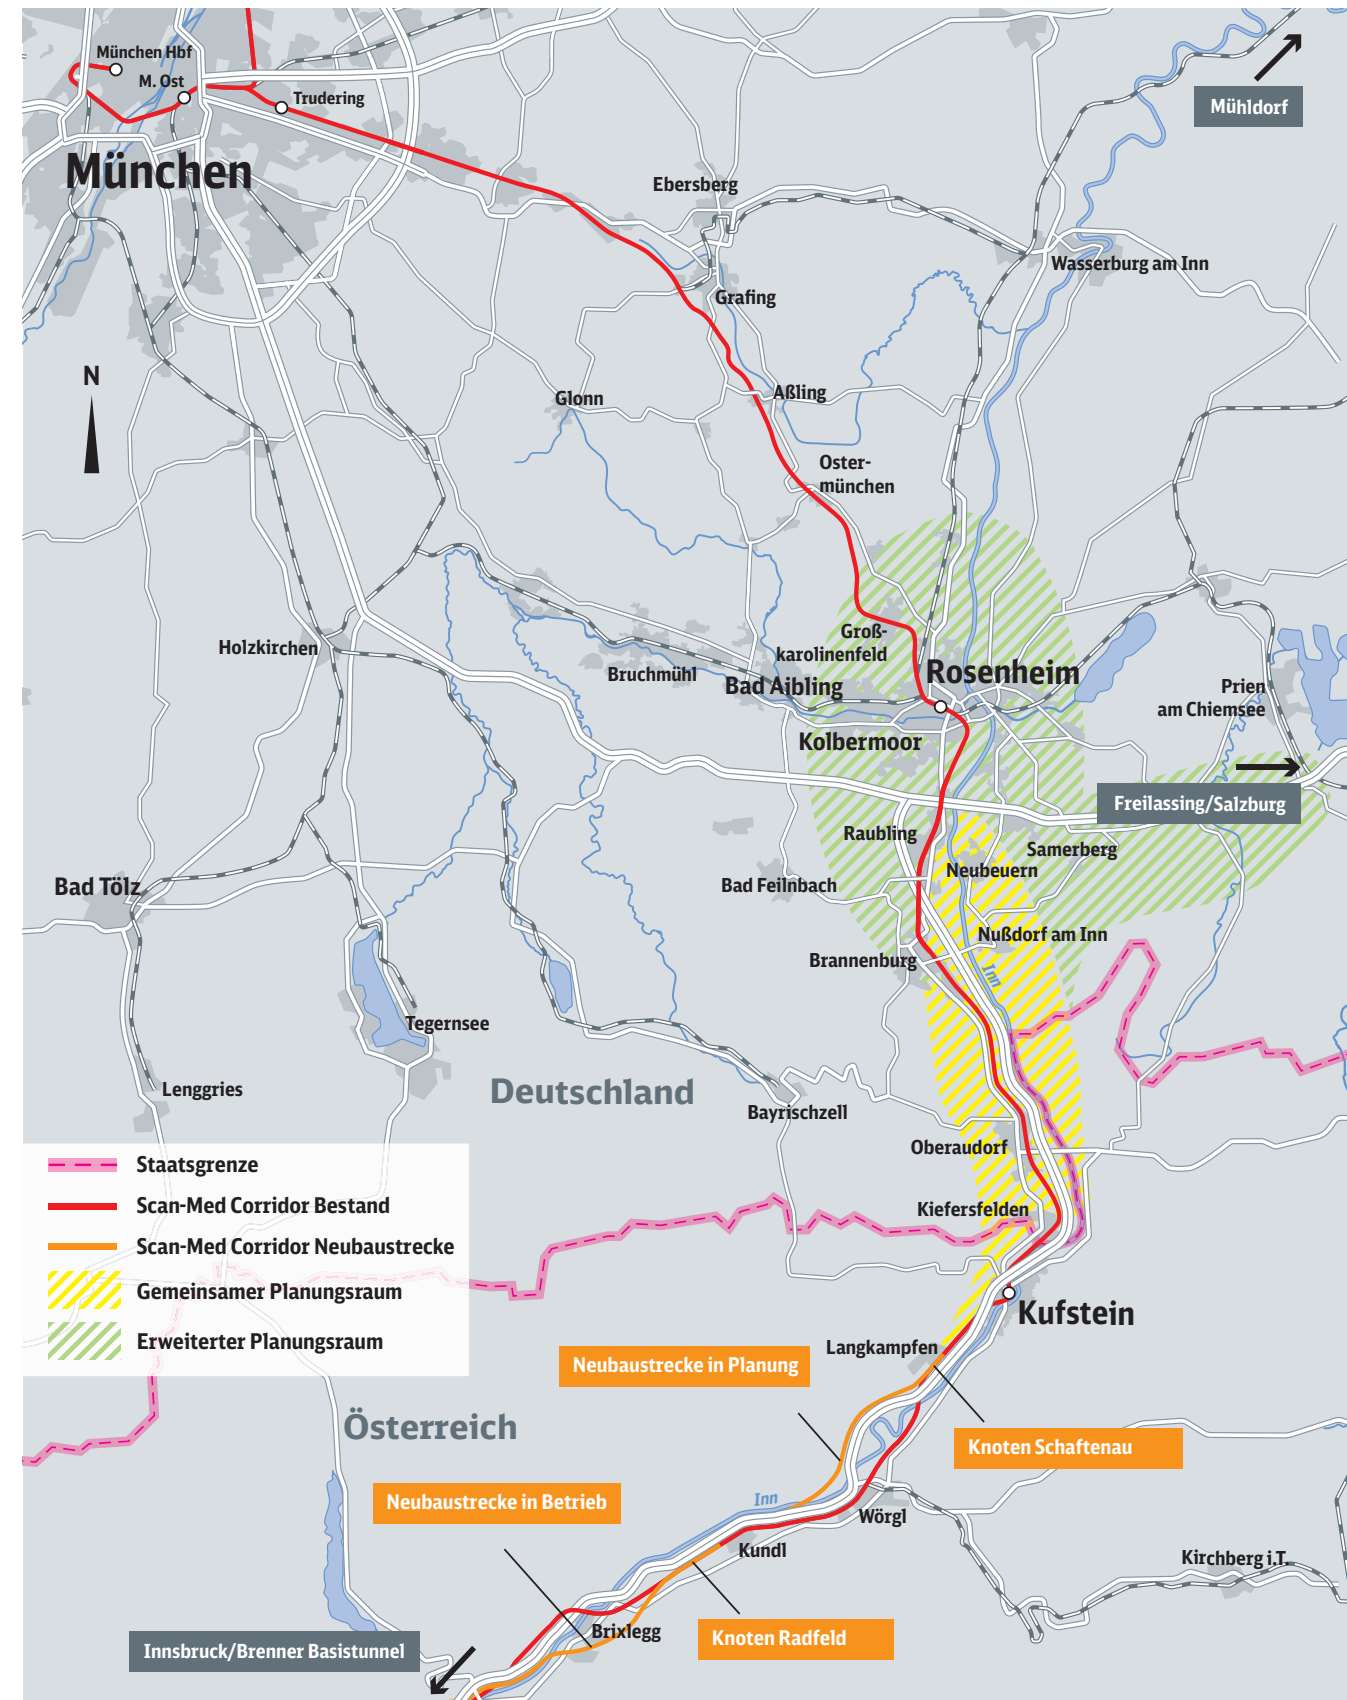 München Hbf
M. Ost
Trudering
Mühldorf
München
Ebersberg
Wasserburg am Inn
Grafing
N
Glonn
Aßling
Oster-
münchen
Holzkirchen
Groß-
karolinenfeld
Bruchmühl
Bad Aibling
Rosenheim
Prien
am Chiemsee
Kolbermoor
Freilassing/Salzburg
Raubling
Samerberg
Neubeuern
Bad Tölz
Bad Feilnbach
Nußdorf am Inn
Brannenburg
Inn
Tegernsee
Lenggries
Deutschland
Bayrischzell
Oberaudorf
Kiefersfelden
Staatsgrenze
Scan-Med Corridor Bestand
Scan-Med Corridor Neubaustrecke
Gemeinsamer Planungsraum
Erweiterter Planungsraum
Kufstein
Langkampfen
Neubaustrecke in Planung
Österreich
Knoten Schaftenau
Neubaustrecke in Betrieb
Inn
Wörgl
Kundl
Kirchberg i.T.
Brixlegg
Knoten Radfeld
Innsbruck/Brenner Basistunnel